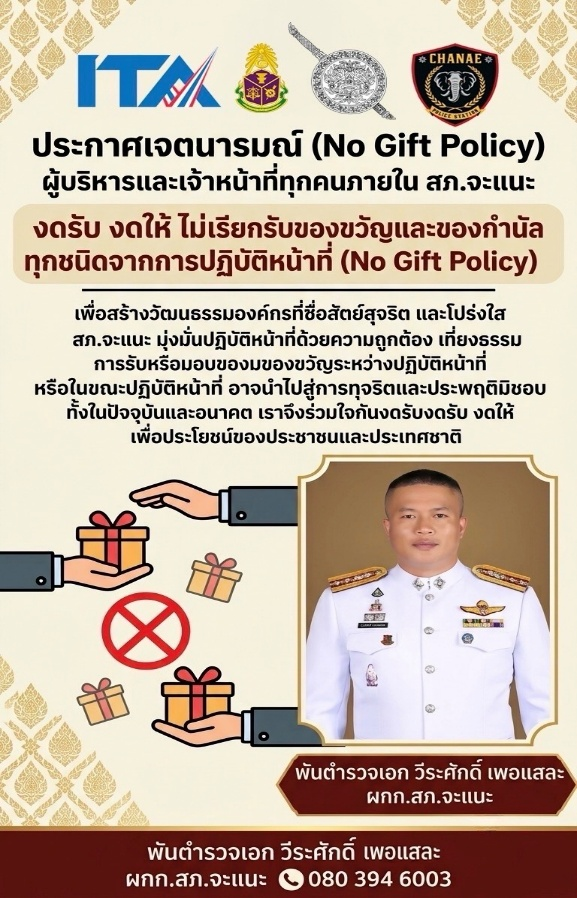 ITA
CHANAE
POLICE STATION
ประกาศเจตนารมณ์ (No Gift Policy)
ผู้บริหารและเจ้าหน้าที่ทุกคนภายใน สภ.จะแนะ
งดรับ งดให้ ไม่เรียกรับของขวัญและของกำนัล
ทุกชนิดจากการปฏิบัติหน้าที่ (No Gift Policy)
เพื่อสร้างวัฒนธรรมองค์กรที่ซื่อสัตย์สุจริต และโปร่งใส
สภ.จะแนะ มุ่งมั่นปฏิบัติหน้าที่ด้วยความถูกต้อง เที่ยงธรรม
การรับหรือมอบของมของขวัญระหว่างปฏิบัติหน้าที่
หรือในขณะปฏิบัติหน้าที่ อาจนำไปสู่การทุจริตและประพฤติมิชอบ
ทั้งในปัจจุบันและอนาคต เราจึงร่วมใจกันงดรับงดรับ งดให้
เพื่อประโยชน์ของประชาชนและประเทศชาติ
พันตำรวจเอก วีระศักดิ์ เพอแสละ
ผกก.สภ.จะแนะ
พันตำรวจเอก วีระศักดิ์ เพอแสละ
ผกก.สภ.จะแนะ 080 394 6003